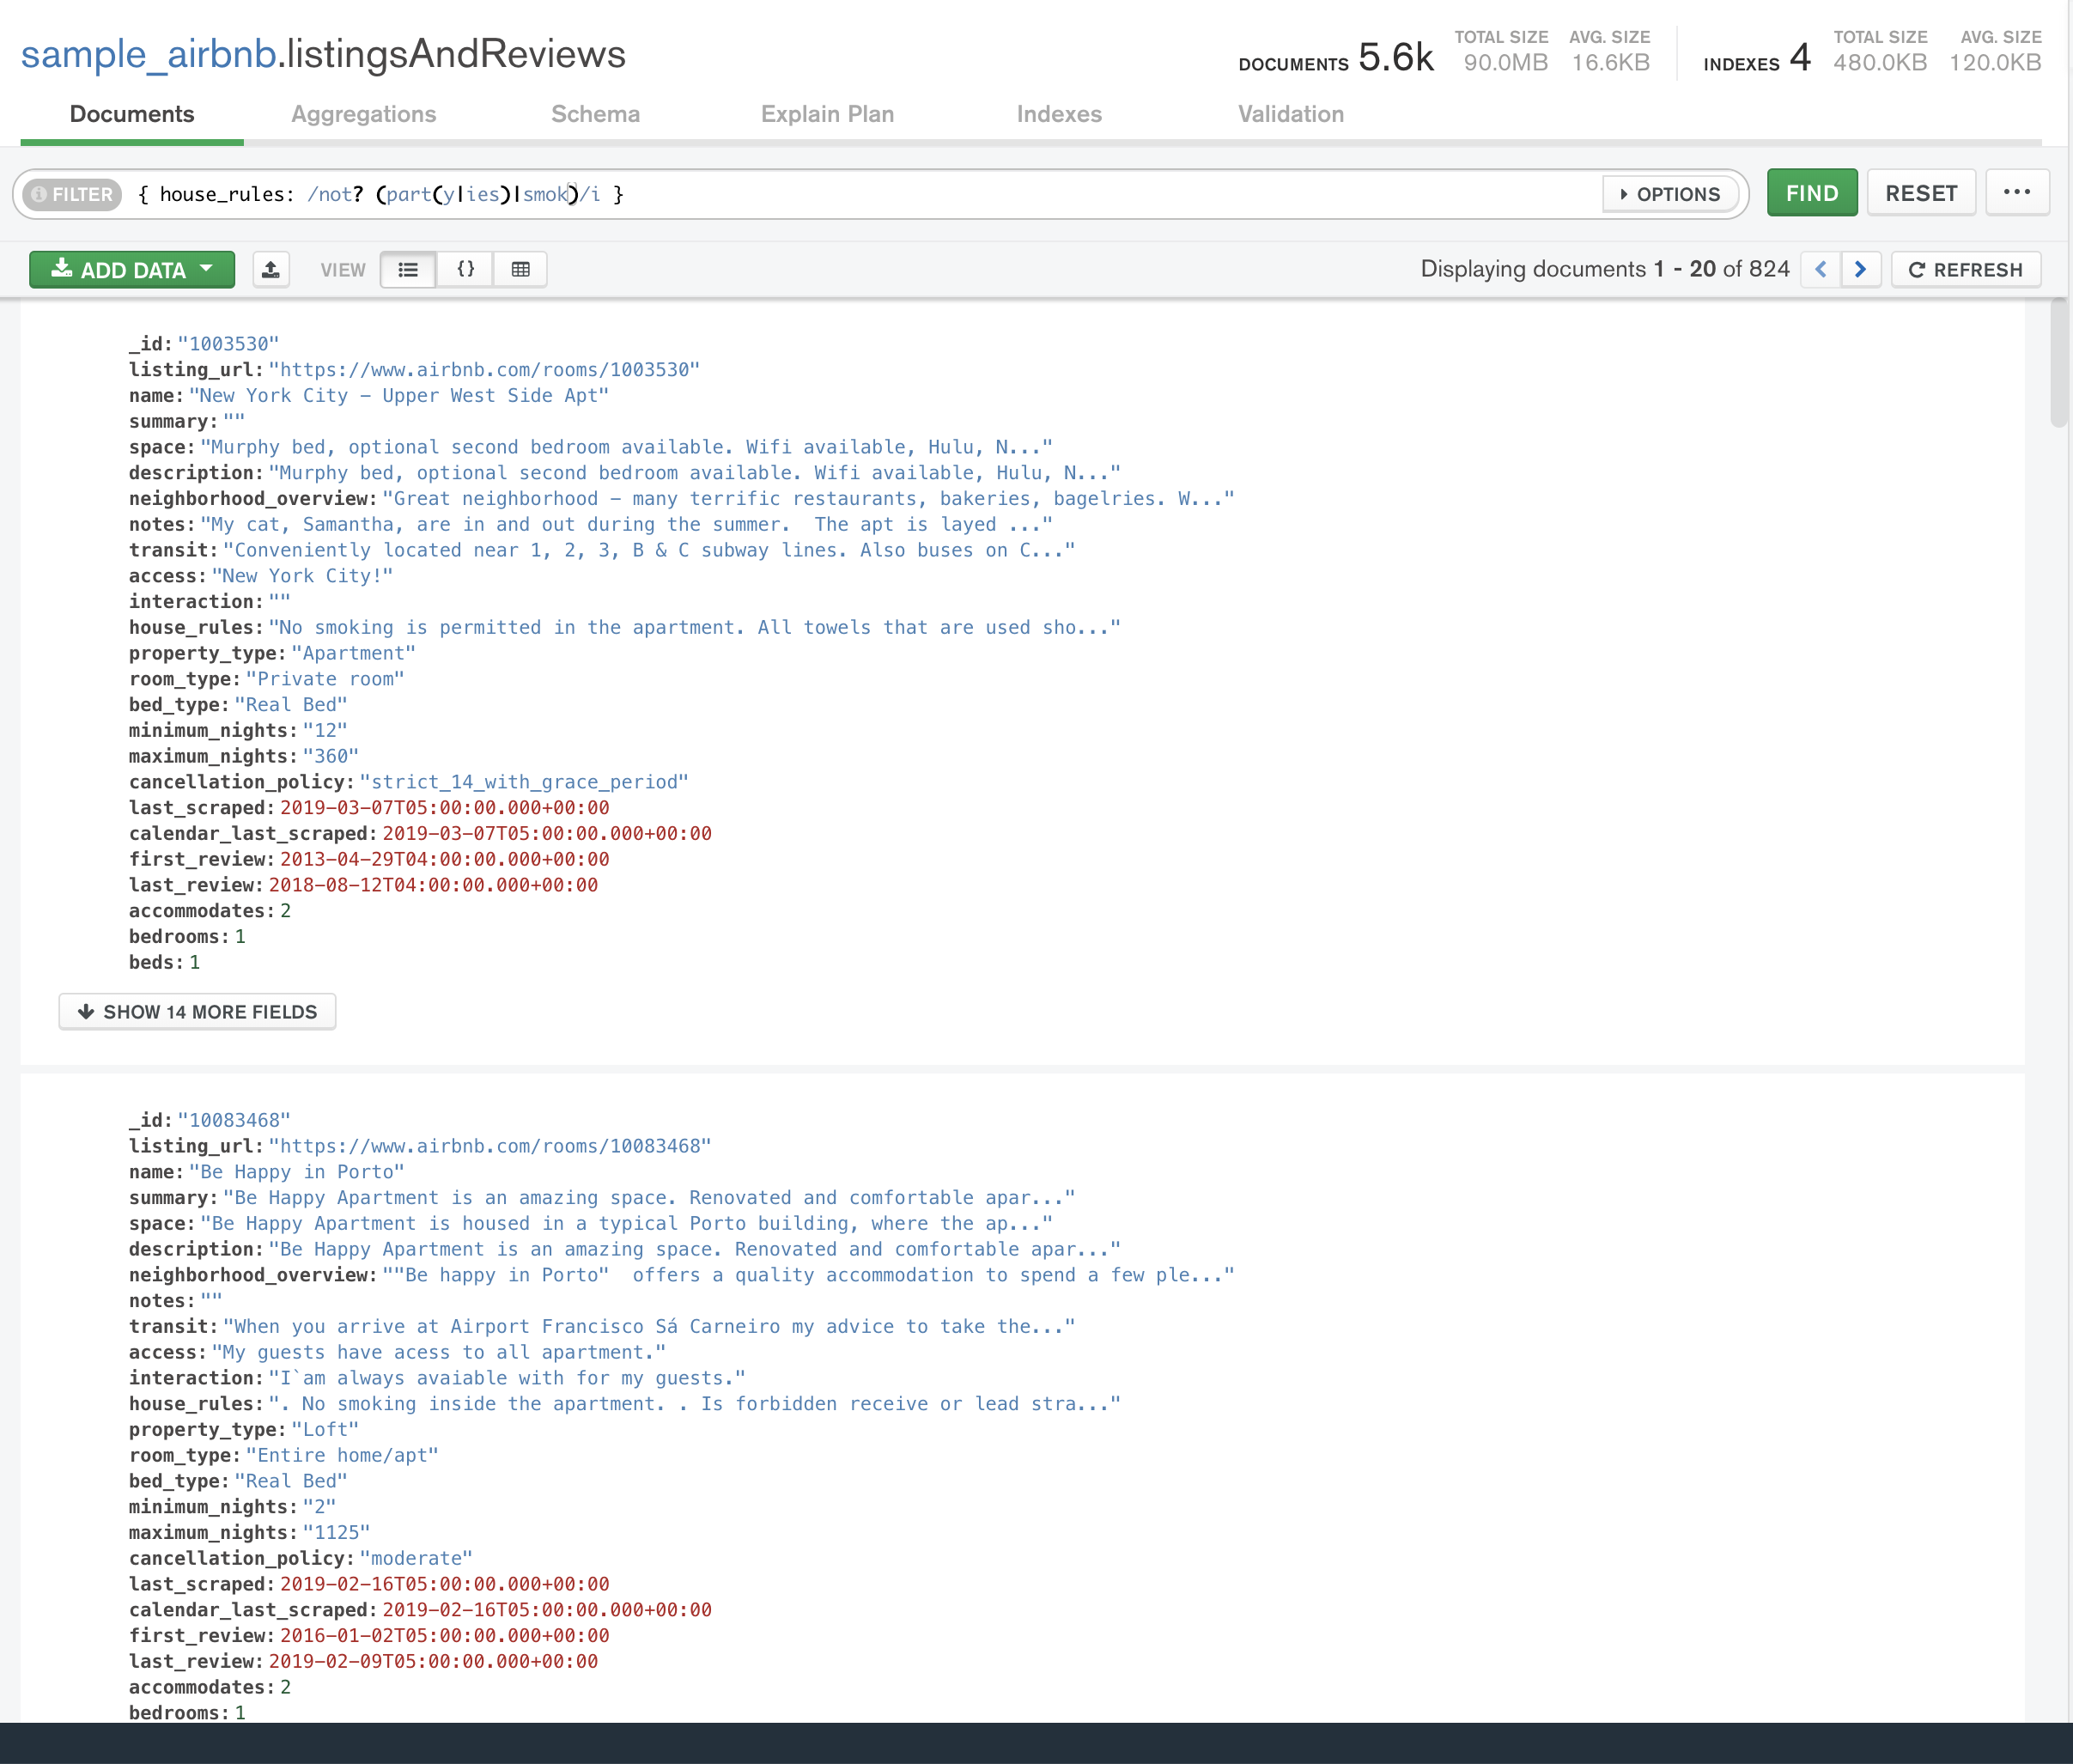 sample_airbnb.listingsAndReviews
DOCUMENTS 5.6k TOTAL SIZE 90.0MB AVG. SIZE 16.6KB INDEXES 4 TOTAL SIZE 480.0KB AVG. SIZE 120.0KB
Documents Aggregations Schema Explain Plan Indexes Validation
FILTER { house_rules: /not? (part(y|ies)|smok)/i } OPTIONS FIND RESET ...
ADD DATA VIEW {} Displaying documents 1 - 20 of 824 < > REFRESH
_id: "1003530"
listing_url: "https://www.airbnb.com/rooms/1003530"
name: "New York City - Upper West Side Apt"
summary: ""
space: "Murphy bed, optional second bedroom available. Wifi available, Hulu, N..."
description: "Murphy bed, optional second bedroom available. Wifi available, Hulu, N..."
neighborhood_overview: "Great neighborhood - many terrific restaurants, bakeries, bagelries. W..."
notes: "My cat, Samantha, are in and out during the summer.  The apt is layed ..."
transit: "Conveniently located near 1, 2, 3, B & C subway lines. Also buses on C..."
access: "New York City!"
interaction: ""
house_rules: "No smoking is permitted in the apartment. All towels that are used sho..."
property_type: "Apartment"
room_type: "Private room"
bed_type: "Real Bed"
minimum_nights: "12"
maximum_nights: "360"
cancellation_policy: "strict_14_with_grace_period"
last_scraped: 2019-03-07T05:00:00.000+00:00
calendar_last_scraped: 2019-03-07T05:00:00.000+00:00
first_review: 2013-04-29T04:00:00.000+00:00
last_review: 2018-08-12T04:00:00.000+00:00
accommodates: 2
bedrooms: 1
beds: 1
SHOW 14 MORE FIELDS
_id: "10083468"
listing_url: "https://www.airbnb.com/rooms/10083468"
name: "Be Happy in Porto"
summary: "Be Happy Apartment is an amazing space. Renovated and comfortable apar..."
space: "Be Happy Apartment is housed in a typical Porto building, where the ap..."
description: "Be Happy Apartment is an amazing space. Renovated and comfortable apar..."
neighborhood_overview: ""Be happy in Porto"  offers a quality accommodation to spend a few ple..."
notes: ""
transit: "When you arrive at Airport Francisco Sá Carneiro my advice to take the..."
access: "My guests have acess to all apartment."
interaction: "I`am always avaiable with for my guests."
house_rules: ". No smoking inside the apartment. . Is forbidden receive or lead stra..."
property_type: "Loft"
room_type: "Entire home/apt"
bed_type: "Real Bed"
minimum_nights: "2"
maximum_nights: "1125"
cancellation_policy: "moderate"
last_scraped: 2019-02-16T05:00:00.000+00:00
calendar_last_scraped: 2019-02-16T05:00:00.000+00:00
first_review: 2016-01-02T05:00:00.000+00:00
last_review: 2019-02-09T05:00:00.000+00:00
accommodates: 2
bedrooms: 1